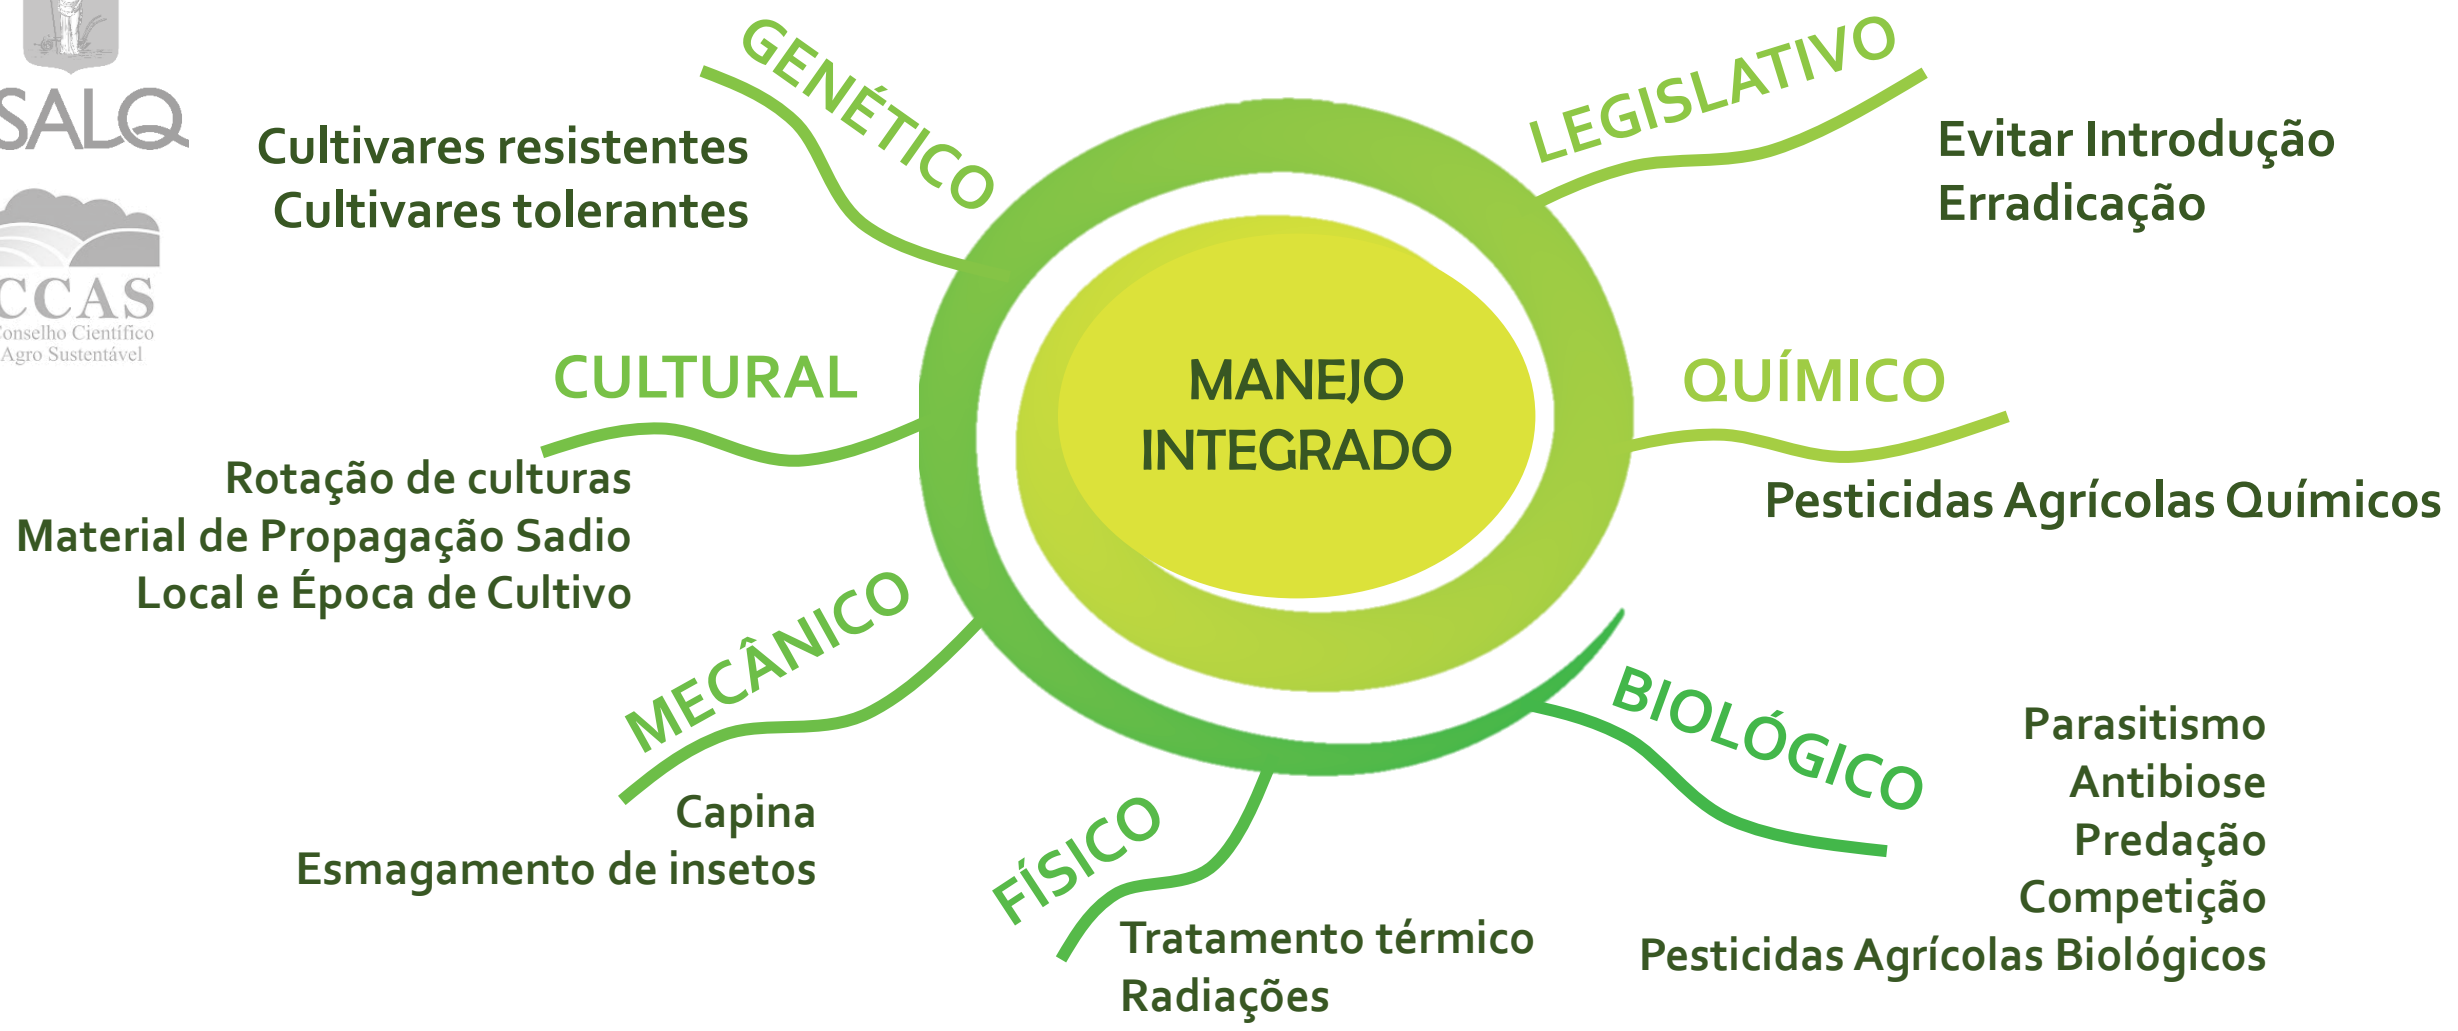 SALQ
CCAS
Conselho Científico
Agro Sustentável
GENÉTICO
Cultivares resistentes
Cultivares tolerantes
LEGISLATIVO
Evitar Introdução
Erradicação
CULTURAL
Rotação de culturas
Material de Propagação Sadio
Local e Época de Cultivo
MANEJO
INTEGRADO
QUÍMICO
Pesticidas Agrícolas Químicos
MECÂNICO
Capina
Esmagamento de insetos
FÍSICO
Tratamento térmico
Radiações
BIOLÓGICO
Parasitismo
Antibiose
Predação
Competição
Pesticidas Agrícolas Biológicos